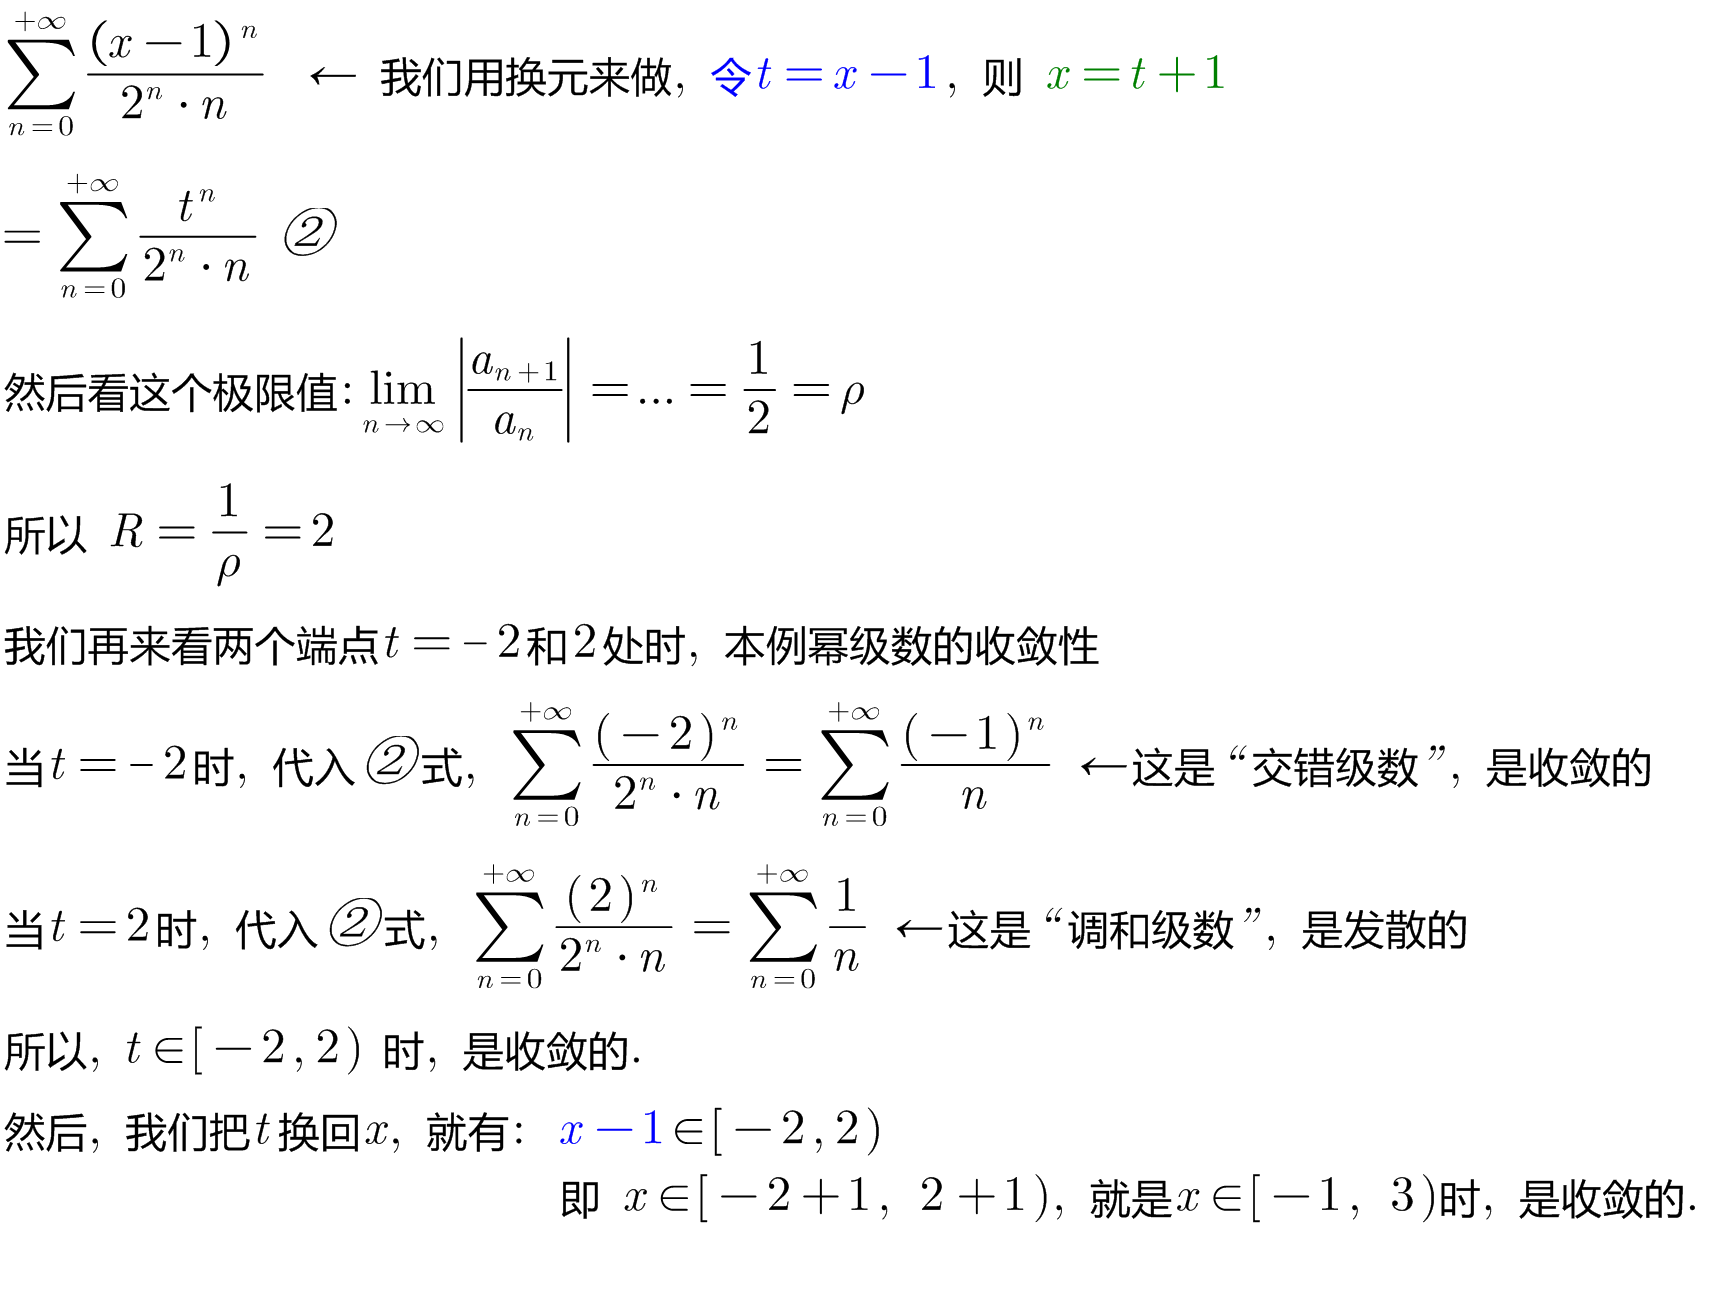 $\sum_{n=0}^{+\infty} \frac{(x-1)^n}{2^n \cdot n}$ ← 我们用换元来做, 令$t=x-1$, 则 $x=t+1$
$=\sum_{n=0}^{+\infty} \frac{t^n}{2^n \cdot n}$ ②
然后看这个极限值: $\lim_{n\to\infty} \left|\frac{a_{n+1}}{a_n}\right| = ... = \frac{1}{2} = \rho$
所以 $R=\frac{1}{\rho}=2$
我们再来看两个端点$t=-2$和$2$处时, 本例幂级数的收敛性
当$t=-2$时, 代入②式, $\sum_{n=0}^{+\infty} \frac{(-2)^n}{2^n \cdot n} = \sum_{n=0}^{+\infty} \frac{(-1)^n}{n}$ ←这是“交错级数”, 是收敛的
当$t=2$时, 代入②式, $\sum_{n=0}^{+\infty} \frac{(2)^n}{2^n \cdot n} = \sum_{n=0}^{+\infty} \frac{1}{n}$ ←这是“调和级数”, 是发散的
所以, $t\in[-2,2)$ 时, 是收敛的.
然后, 我们把$t$换回$x$, 就有: $x-1\in[-2,2)$
即 $x\in[-2+1, 2+1)$, 就是$x\in[-1, 3)$时, 是收敛的.